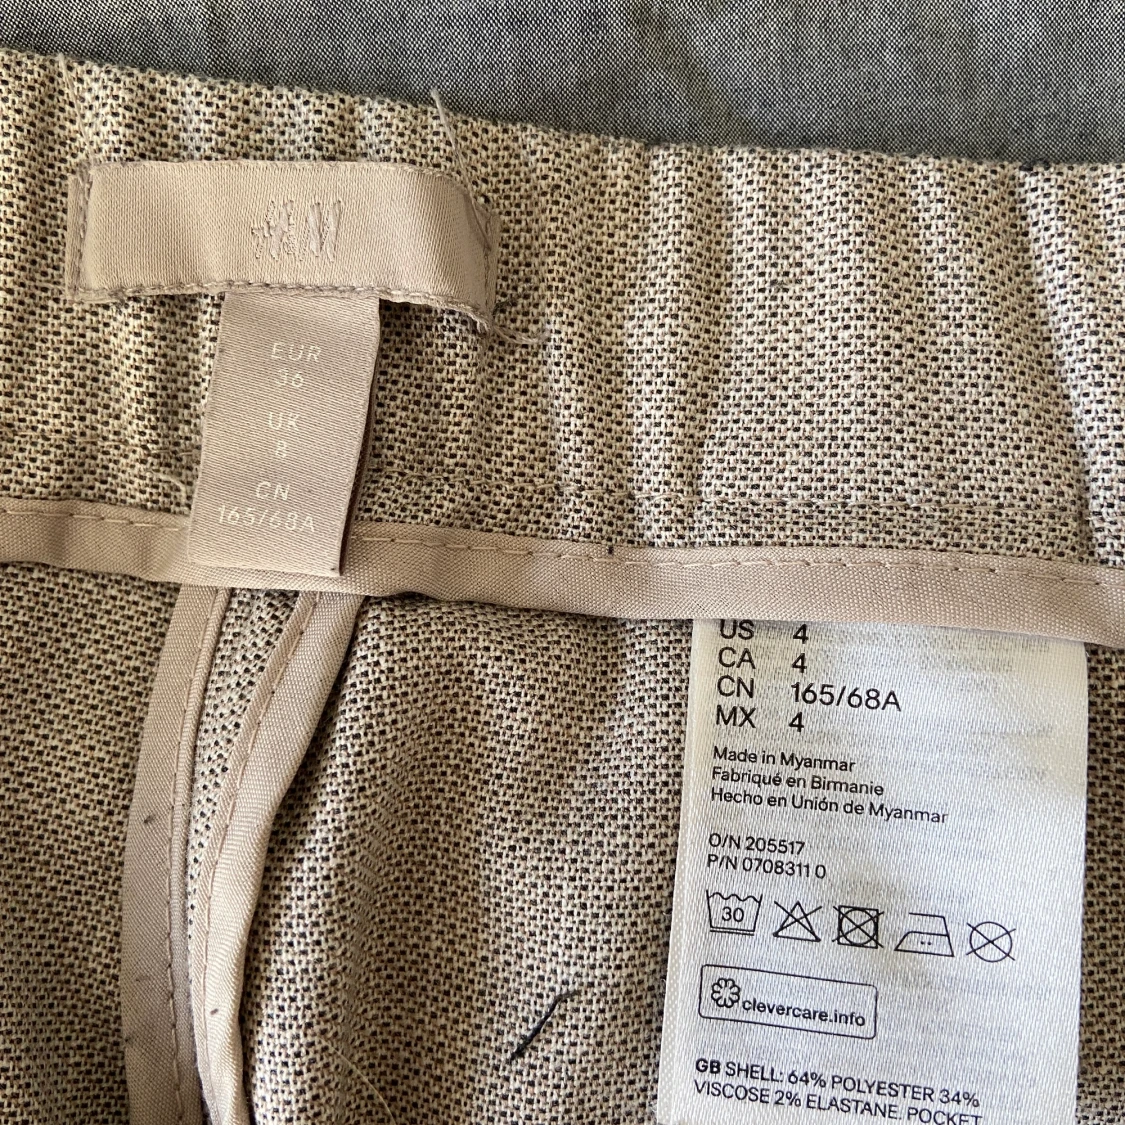 H&M
EUR
36
UK
8
CN
165/68A
US 4
CA 4
CN 165/68A
MX 4
Made in Myanmar
Fabriqué en Birmanie
Hecho en Unión de Myanmar
O/N 205517
P/N 0708311 0
30
clevercare.info
GB SHELL: 64% POLYESTER 34%
VISCOSE 2% ELASTANE. POCKET